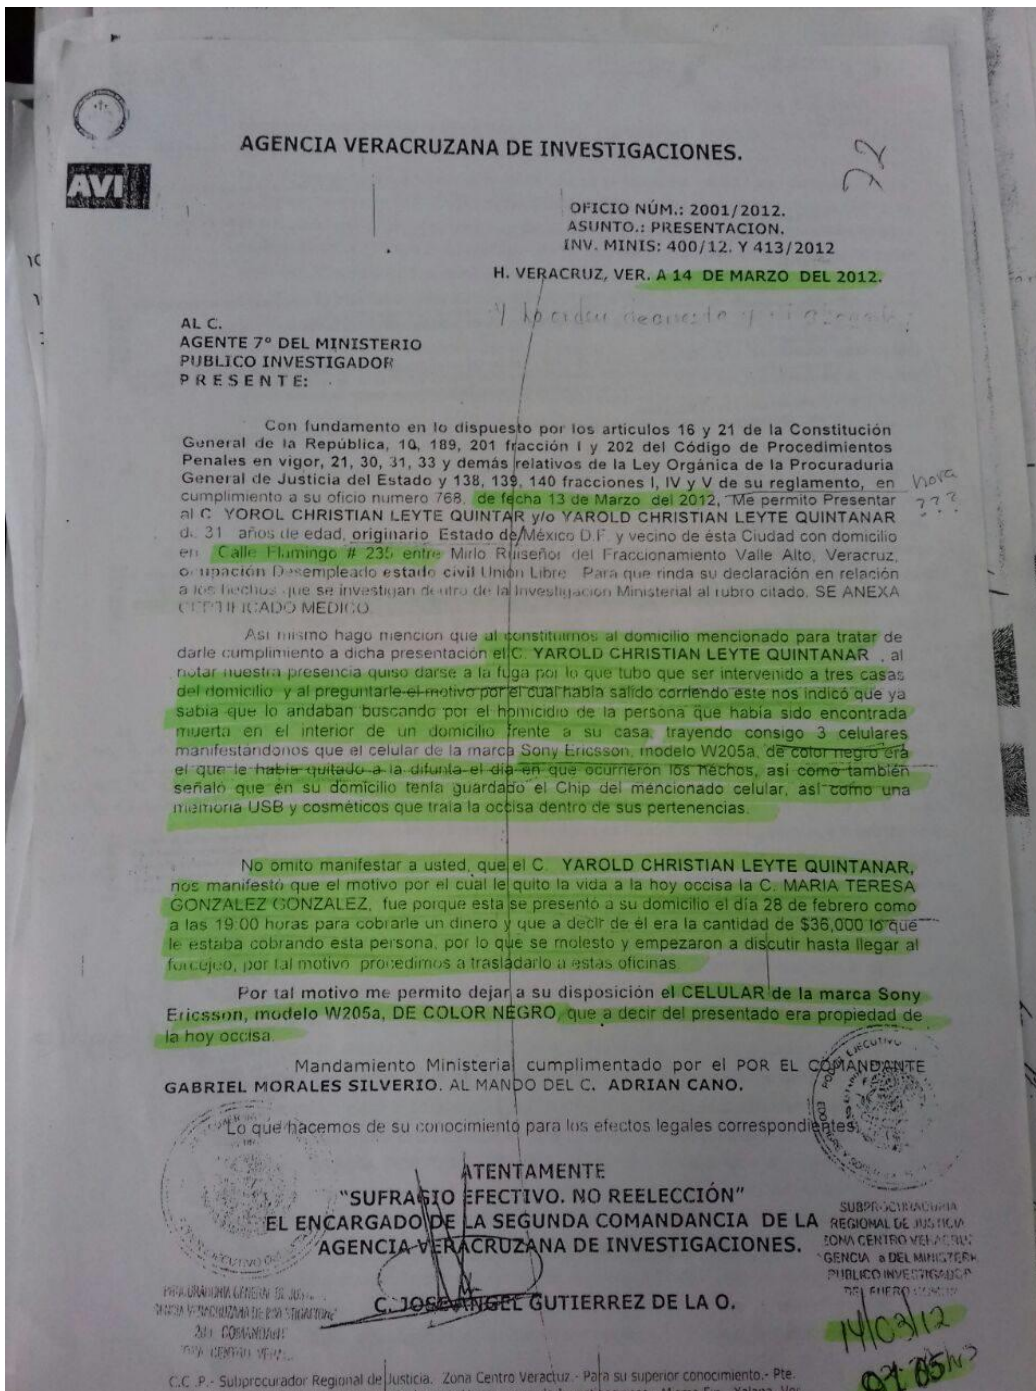 AGENCIA VERACRUZANA DE INVESTIGACIONES.
22
AVI
OFICIO NÚM.: 2001/2012.
ASUNTO.: PRESENTACION.
INV. MINIS: 400/12. Y 413/2012
H. VERACRUZ, VER. A 14 DE MARZO DEL 2012.
AL C.
AGENTE 7º DEL MINISTERIO
PUBLICO INVESTIGADOR
P R E S E N T E:
Con fundamento en lo dispuesto por los articulos 16 y 21 de la Constitución
General de la República, 10, 189, 201 fracción I y 202 del Código de Procedimientos
Penales en vigor, 21, 30, 31, 33 y demás relativos de la Ley Orgánica de la Procuraduria
General de Justicia del Estado y 138, 139, 140 fracciones I, IV y V de su reglamento, en
cumplimiento a su oficio numero 768, de fecha 13 de Marzo del 2012, Me permito Presentar
hora
???
al C. YOROL CHRISTIAN LEYTE QUINTAR y/o YAROLD CHRISTIAN LEYTE QUINTANAR
de 31 años de edad, originario Estado de México D.F. y vecino de ésta Ciudad con domicilio
en Calle Flamingo # 235 entre Mirlo Ruiseñor del Fraccionamiento Valle Alto, Veracruz,
ocupación Desempleado estado civil Unión Libre. Para que rinda su declaración en relación
a los hechos que se investigan dentro de la Investigación Ministerial al rubro citado. SE ANEXA
CERTIFICADO MEDICO.
Asi mismo hago mención que al constituirnos al domicilio mencionado para tratar de
darle cumplimiento a dicha presentación el C. YAROLD CHRISTIAN LEYTE QUINTANAR , al
notar nuestra presencia quiso darse a la fuga por lo que tubo que ser intervenido a tres casas
del domicilio y al preguntarle el motivo por el cual había salido corriendo este nos indicó que ya
sabia que lo andaban buscando por el homicidio de la persona que había sido encontrada
muerta en el interior de un domicilio frente a su casa, trayendo consigo 3 celulares
manifestándonos que el celular de la marca Sony Ericsson, modelo W205a, de color negro era
el que le había quitado a la difunta el día en que ocurrieron los hechos, así como también
señalo que en su domicilio tenía guardado el Chip del mencionado celular, así como una
memoria USB y cosméticos que traía la occisa dentro de sus pertenencias.
No omito manifestar a usted, que el C. YAROLD CHRISTIAN LEYTE QUINTANAR,
nos manifestó que el motivo por el cual le quito la vida a la hoy occisa la C. MARIA TERESA
GONZALEZ GONZALEZ, fue porque esta se presentó a su domicilio el día 28 de febrero como
a las 19:00 horas para cobrarle un dinero y que a decir de él era la cantidad de $36,000 lo que
le estaba cobrando esta persona, por lo que se molesto y empezaron a discutir hasta llegar al
forcejeo, por tal motivo procedimos a trasladarlo a estas oficinas.
Por tal motivo me permito dejar a su disposición el CELULAR de la marca Sony
Ericsson, modelo W205a, DE COLOR NEGRO, que a decir del presentado era propiedad de
la hoy occisa.
Mandamiento Ministerial cumplimentado por el POR EL COMANDANTE
GABRIEL MORALES SILVERIO. AL MANDO DEL C. ADRIAN CANO.
Lo que hacemos de su conocimiento para los efectos legales correspondientes.
ATENTAMENTE
"SUFRAGIO EFECTIVO. NO REELECCIÓN"
EL ENCARGADO DE LA SEGUNDA COMANDANCIA DE LA
AGENCIA VERACRUZANA DE INVESTIGACIONES.
C. JOSE ANGEL GUTIERREZ DE LA O.
SUBPROCURADURIA
REGIONAL DE JUSTICIA
ZONA CENTRO VERACRUZ
AGENCIA DEL MINISTERIO
PUBLICO INVESTIGADOR
14/03/12
C.C .P.- Subprocurador Regional de Justicia. Zona Centro Veracruz.- Para su superior conocimiento.- Pte.